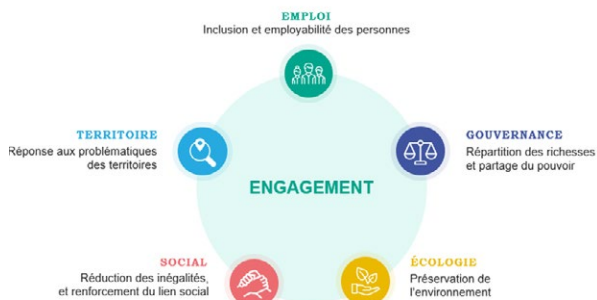 EMPLOI
Inclusion et employabilité des personnes
TERRITOIRE
Réponse aux problématiques
des territoires
GOUVERNANCE
Répartition des richesses
et partage du pouvoir
ENGAGEMENT
SOCIAL
Réduction des inégalités,
et renforcement du lien social
ÉCOLOGIE
Préservation de
l'environnement